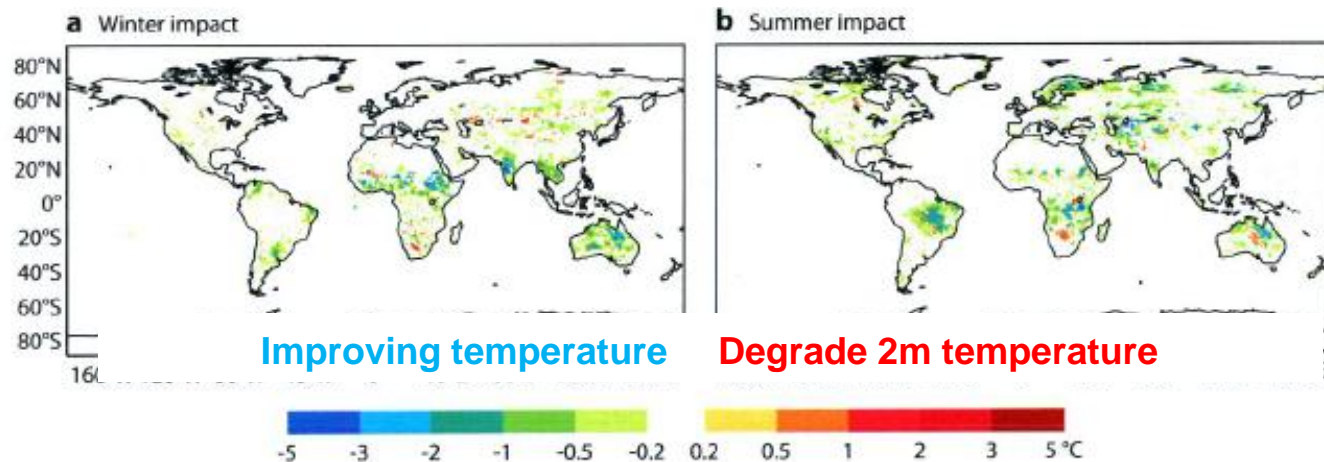 a Winter impact
b Summer impact
80°N
60°N
40°N
20°N
0°
20°S
40°S
60°S
80°S
Improving temperature Degrade 2m temperature
-5 -3 -2 -1 -0.5 -0.2 0.2 0.5 1 2 3 5 °C